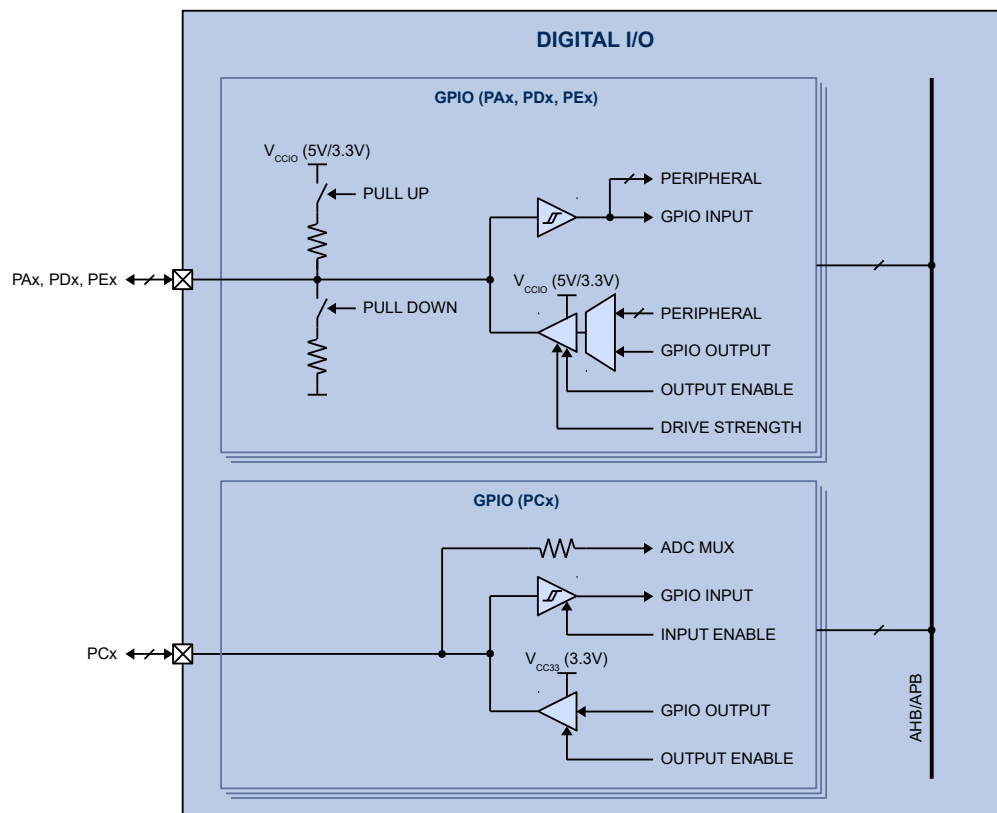 DIGITAL I/O
GPIO (PAx, PDx, PEx)
VCCIO (5V/3.3V)
PULL UP
PERIPHERAL
GPIO INPUT
PAx, PDx, PEx
VCCIO (5V/3.3V)
PULL DOWN
PERIPHERAL
GPIO OUTPUT
OUTPUT ENABLE
DRIVE STRENGTH
GPIO (PCx)
ADC MUX
GPIO INPUT
INPUT ENABLE
PCx
VCC33 (3.3V)
GPIO OUTPUT
OUTPUT ENABLE
AHB/APB